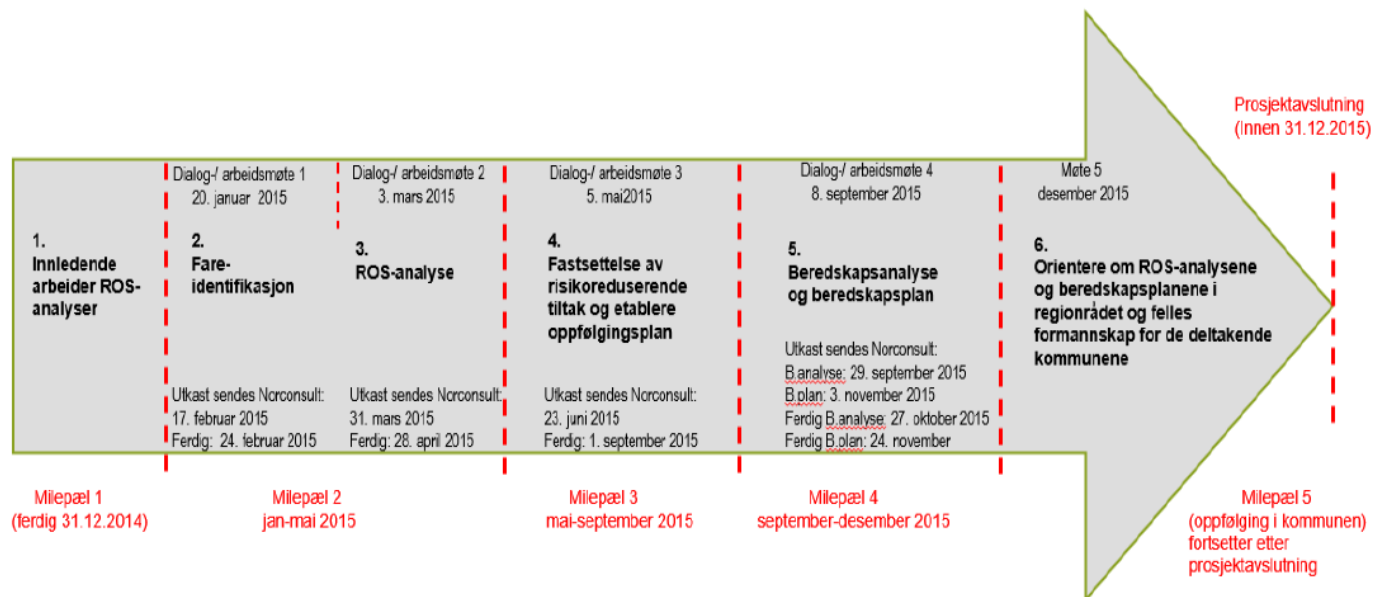 Prosjektavslutning
(Innen 31.12.2015)
1.
Innledende
arbeider ROS-
analyser
Dialog-/ arbeidsmøte 1
20. januar 2015
2.
Fare-
identifikasjon
Utkast sendes Norconsult:
17. februar 2015
Ferdig: 24. februar 2015
Dialog-/ arbeidsmøte 2
3. mars 2015
3.
ROS-analyse
Utkast sendes Norconsult:
31. mars 2015
Ferdig: 28. april 2015
Dialog-/ arbeidsmøte 3
5. mai2015
4.
Fastsettelse av
risikoreduserende
tiltak og etablere
oppfølgingsplan
Utkast sendes Norconsult:
23. juni 2015
Ferdig: 1. september 2015
Dialog-/ arbeidsmøte 4
8. september 2015
5.
Beredskapsanalyse
og beredskapsplan
Utkast sendes Norconsult:
B.analyse: 29. september 2015
B.plan: 3. november 2015
Ferdig B.analyse: 27. oktober 2015
Ferdig B.plan: 24. november
Møte 5
desember 2015
6.
Orientere om ROS-analysene
og beredskapsplanene i
regionrådet og felles
formannskap for de deltakende
kommunene
Milepæl 1
(ferdig 31.12.2014)
Milepæl 2
jan-mai 2015
Milepæl 3
mai-september 2015
Milepæl 4
september-desember 2015
Milepæl 5
(oppfølging i kommunen)
fortsetter etter
prosjektavslutning